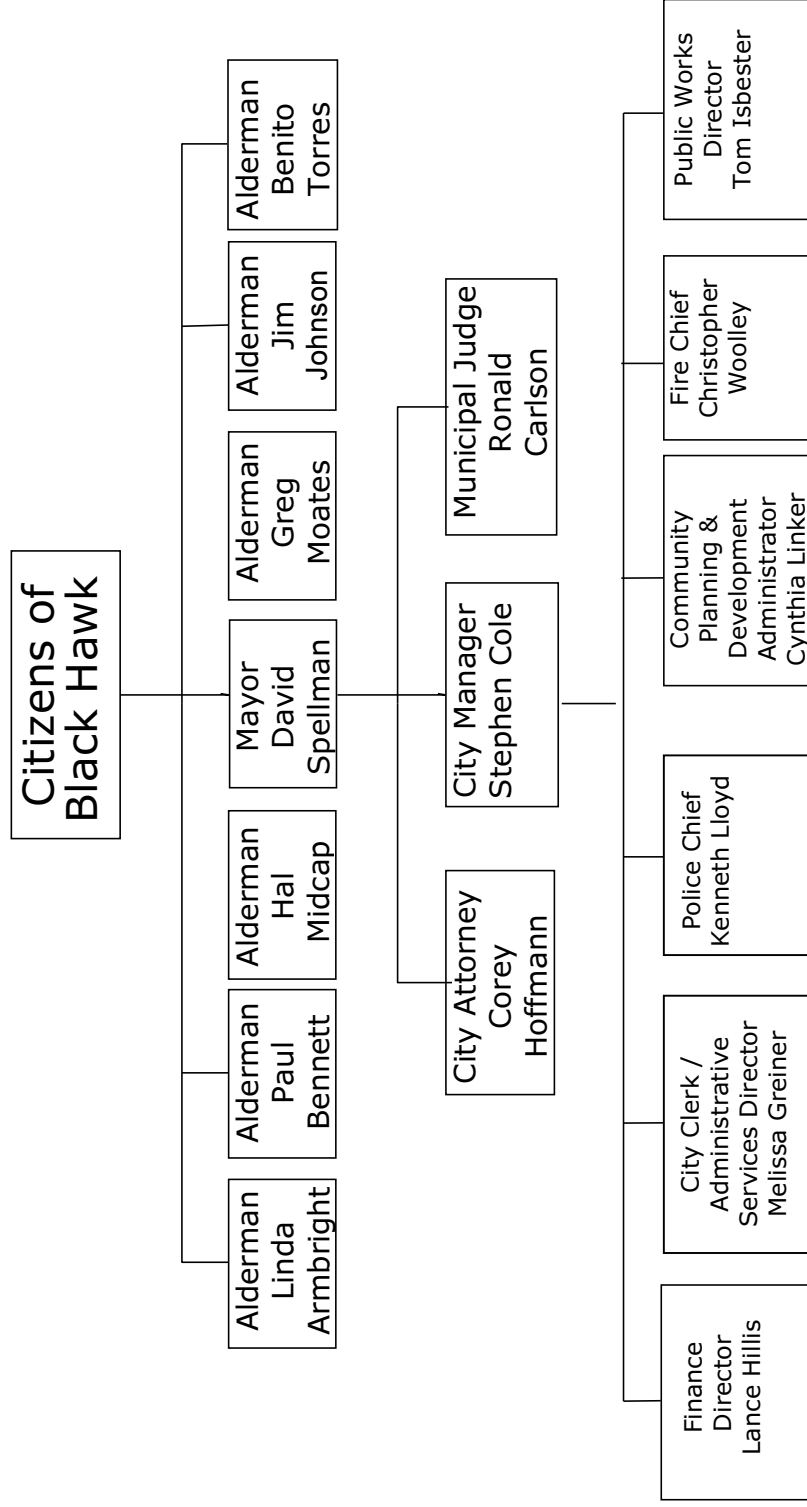 Citizens of
Black Hawk
Alderman
Linda
Armbright
Alderman
Paul
Bennett
Alderman
Hal
Midcap
Mayor
David
Spellman
Alderman
Greg
Moates
Alderman
Jim
Johnson
Alderman
Benito
Torres
City Attorney
Corey
Hoffmann
City Manager
Stephen Cole
Municipal Judge
Ronald
Carlson
Finance
Director
Lance Hillis
City Clerk /
Administrative
Services Director
Melissa Greiner
Police Chief
Kenneth Lloyd
Community
Planning &
Development
Administrator
Cynthia Linker
Fire Chief
Christopher
Woolley
Public Works
Director
Tom Isbester